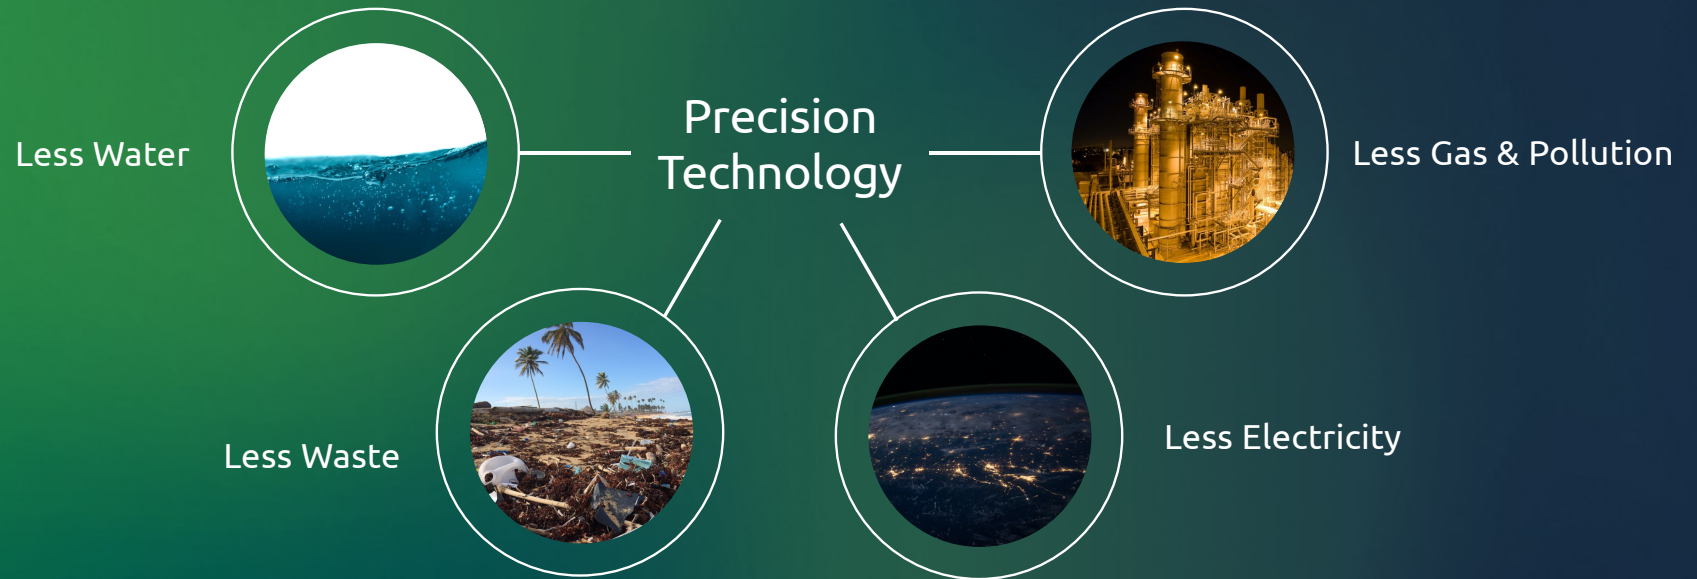 Precision
Technology
Less Water
Less Gas & Pollution
Less Waste
Less Electricity